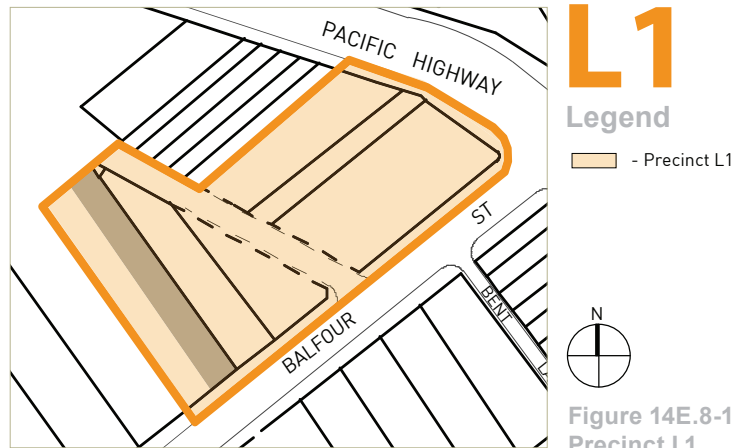 PACIFIC HIGHWAY
ST
BALFOUR
BENT
L1
Legend
- Precinct L1
N
Figure 14E.8-1
Precinct L1